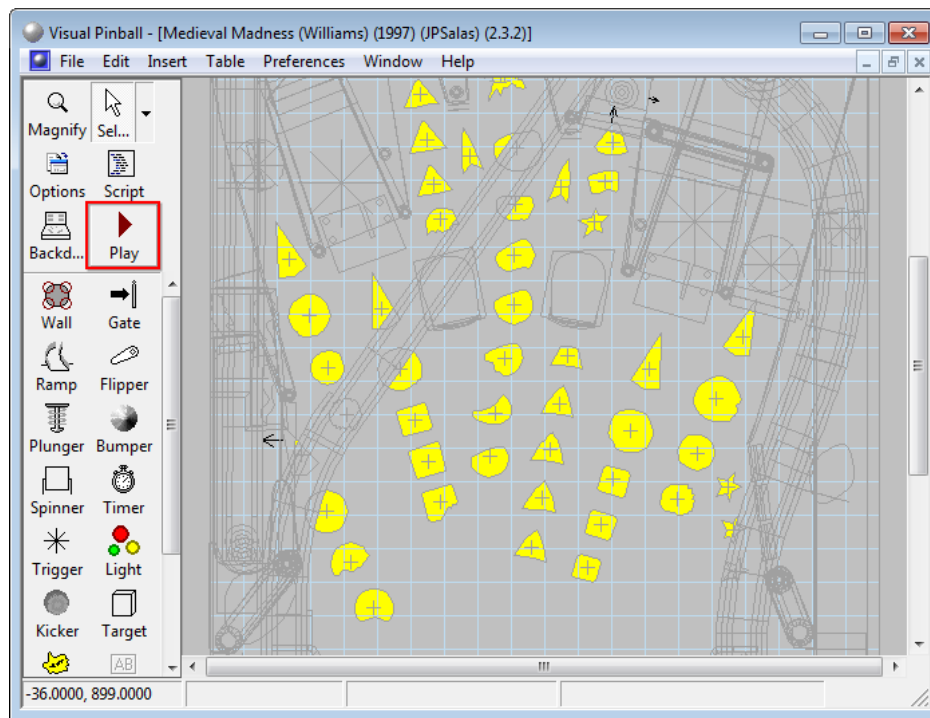 Visual Pinball - [Medieval Madness (Williams) (1997) (JPSalas) (2.3.2)]
File Edit Insert Table Preferences Window Help
Magnify Sel...
Options Script
Backd... Play
Wall Gate
Ramp Flipper
Plunger Bumper
Spinner Timer
Trigger Light
Kicker Target
AB
-36.0000, 899.0000